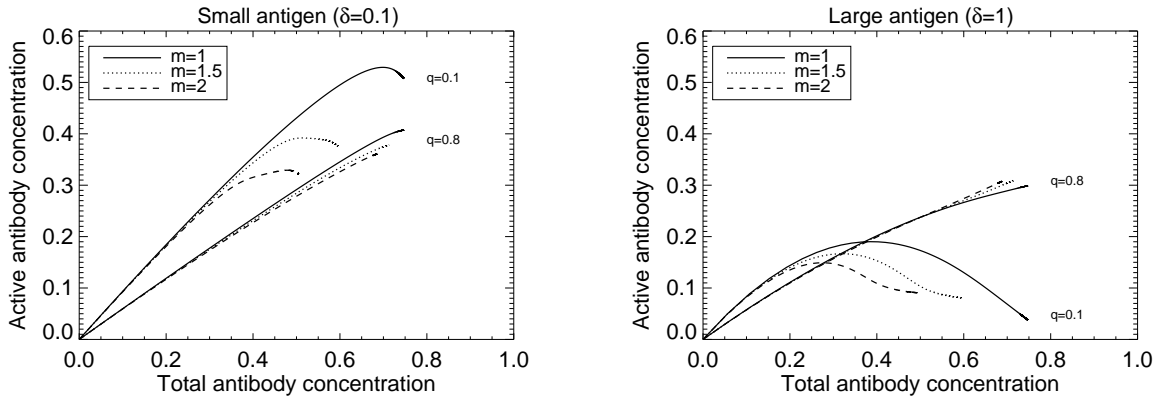 Small antigen (δ=0.1)
0.6
0.5
0.4
0.3
0.2
0.1
0.0
Active antibody concentration
m=1
m=1.5
m=2
q=0.1
q=0.8
0.0 0.2 0.4 0.6 0.8 1.0
Total antibody concentration
Large antigen (δ=1)
0.6
0.5
0.4
0.3
0.2
0.1
0.0
Active antibody concentration
m=1
m=1.5
m=2
q=0.8
q=0.1
0.0 0.2 0.4 0.6 0.8 1.0
Total antibody concentration